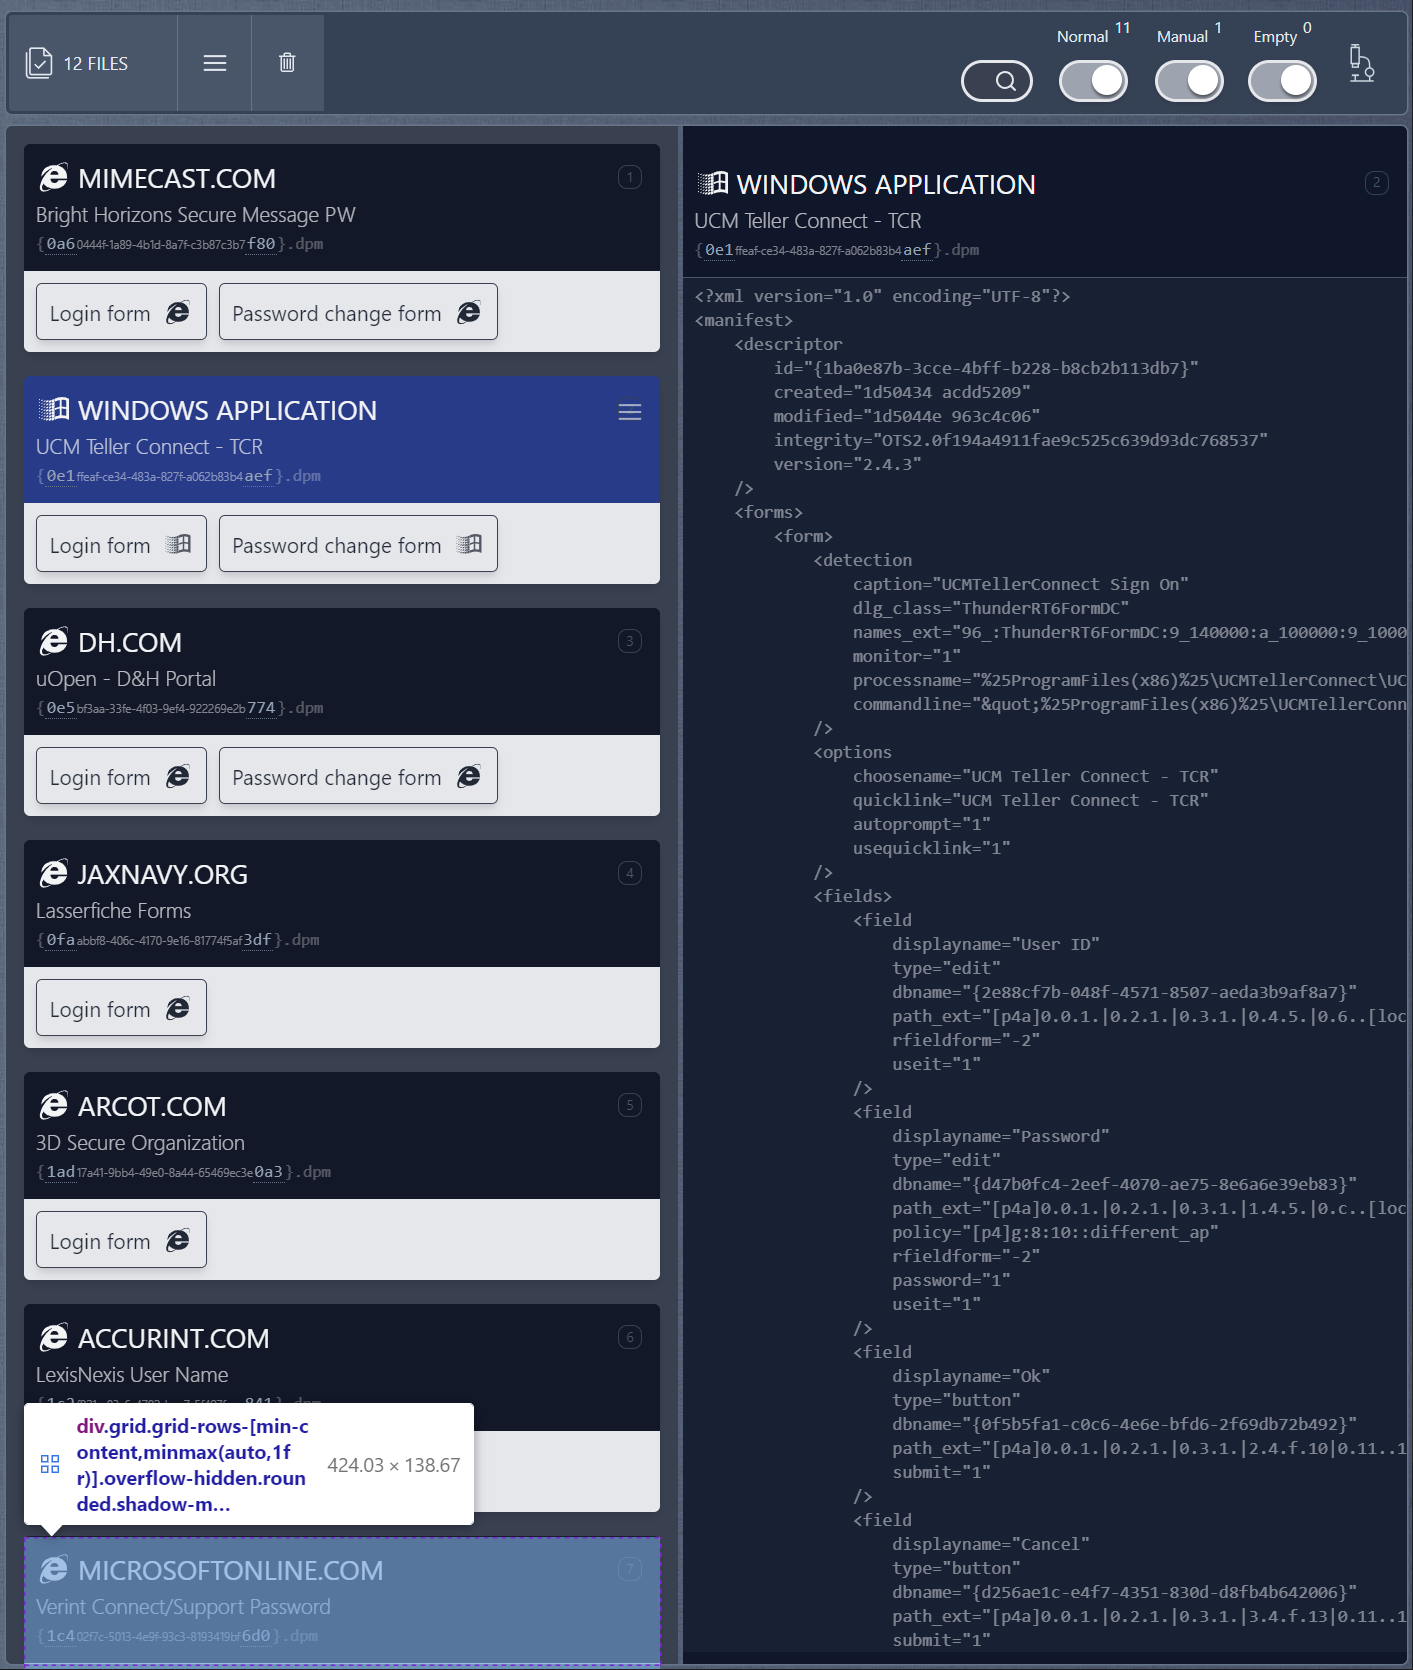 12 FILES
Normal 11
Manual 1
Empty 0
MIMECAST.COM
1
Bright Horizons Secure Message PW
{0a60444f-1a89-4b1d-8a7f-c3b87c3b7f80}.dpm
Login form
Password change form
WINDOWS APPLICATION
UCM Teller Connect - TCR
{0e1ffeaf-ce34-483a-827f-a062b83b4aef}.dpm
Login form
Password change form
DH.COM
3
uOpen - D&H Portal
{0e5bf3aa-33fe-4f03-9ef4-922269e2b774}.dpm
Login form
Password change form
JAXNAVY.ORG
4
Lasserfiche Forms
{0faabbf8-406c-4170-9e16-81774f5af3df}.dpm
Login form
ARCOT.COM
5
3D Secure Organization
{1ad17a41-9bb4-49e0-8a44-65469ec3e0a3}.dpm
Login form
ACCURINT.COM
6
LexisNexis User Name
div.grid.grid-rows-[min-c
ontent,minmax(auto,1f
r)].overflow-hidden.roun
ded.shadow-m...
424.03 × 138.67
MICROSOFTONLINE.COM
7
Verint Connect/Support Password
{1c402f7c-5013-4e9f-93c3-8193419bf6d0}.dpm
WINDOWS APPLICATION
2
UCM Teller Connect - TCR
{0e1ffeaf-ce34-483a-827f-a062b83b4aef}.dpm
<?xml version="1.0" encoding="UTF-8"?>
<manifest>
<descriptor
id="{1ba0e87b-3cce-4bff-b228-b8cb2b113db7}"
created="1d50434 acdd5209"
modified="1d5044e 963c4c06"
integrity="OTS2.0f194a4911fae9c525c639d93dc768537"
version="2.4.3"
/>
<forms>
<form>
<detection
caption="UCMTellerConnect Sign On"
dlg_class="ThunderRT6FormDC"
names_ext="96_:ThunderRT6FormDC:9_140000:a_100000:9_1000
monitor="1"
processname="%25ProgramFiles(x86)%25\UCMTellerConnect\UC
commandline="&quot;%25ProgramFiles(x86)%25\UCMTellerConn
/>
<options
choosename="UCM Teller Connect - TCR"
quicklink="UCM Teller Connect - TCR"
autoprompt="1"
usequicklink="1"
/>
<fields>
<field
displayname="User ID"
type="edit"
dbname="{2e88cf7b-048f-4571-8507-aeda3b9af8a7}"
path_ext="[p4a]0.0.1.|0.2.1.|0.3.1.|0.4.5.|0.6..[loc
rfieldform="-2"
useit="1"
/>
<field
displayname="Password"
type="edit"
dbname="{d47b0fc4-2eef-4070-ae75-8e6a6e39eb83}"
path_ext="[p4a]0.0.1.|0.2.1.|0.3.1.|1.4.5.|0.c..[loc
policy="[p4]g:8:10::different_ap"
rfieldform="-2"
password="1"
useit="1"
/>
<field
displayname="Ok"
type="button"
dbname="{0f5b5fa1-c0c6-4e6e-bfd6-2f69db72b492}"
path_ext="[p4a]0.0.1.|0.2.1.|0.3.1.|2.4.f.10|0.11..1
submit="1"
/>
<field
displayname="Cancel"
type="button"
dbname="{d256ae1c-e4f7-4351-830d-d8fb4b642006}"
path_ext="[p4a]0.0.1.|0.2.1.|0.3.1.|3.4.f.13|0.11..1
submit="1"